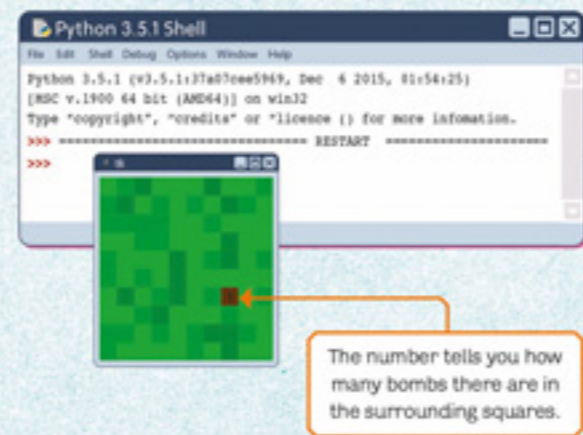 Python 3.5.1 Shell
File Edit Shell Debug Options Window Help
Python 3.5.1 (v3.5.1:37a07cee5969, Dec 6 2015, 01:54:25)
[MSC v.1900 64 bit (AMD64)] on win32
Type "copyright", "credits" or "licence () for more infomation.
>>> ================================ RESTART =====================
>>>
tk
The number tells you how
many bombs there are in
the surrounding squares.